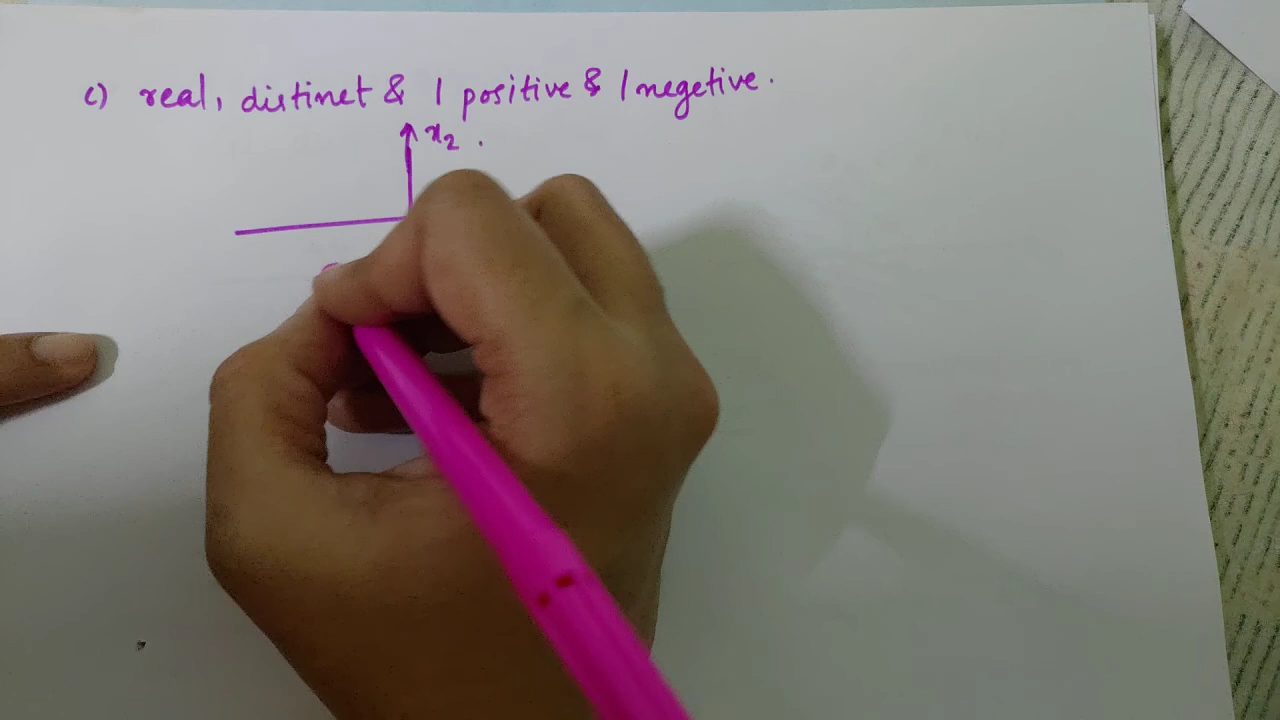 c) real, distinct & 1 positive & 1 negetive.
x2.